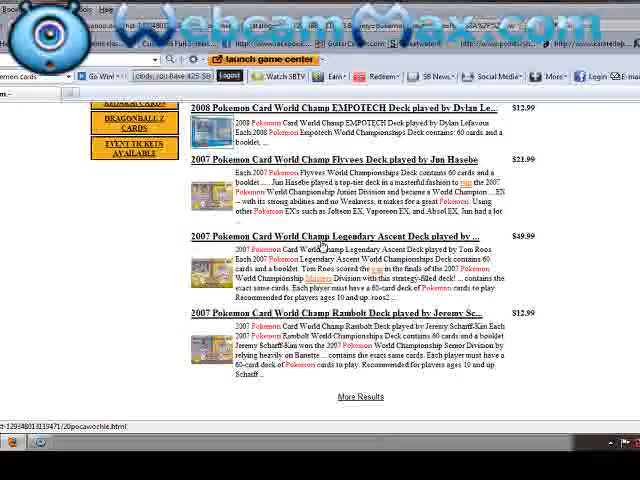 WebcamMax.com
launch game center
Go Win!
Logout
Search SBTV
Earn
Redeem
SB News
Social Media
More
Login
DRAGONBALL Z
CARDS
EVENT TICKETS
AVAILABLE
2008 Pokemon Card World Champ EMPOTECH Deck played by Dylan Le... $12.99
2008 Pokemon Card World Champ EMPOTECH Deck played by Dylan Lefavous
Each 2008 Pokemon Empotech World Championships Deck contains: 60 cards and a
booklet. ...
2007 Pokemon Card World Champ Flyvees Deck played by Jun Hasebe $21.99
Each 2007 Pokemon Flyvees World Championships Deck contains 60 cards and a
booklet ... Jun Hasebe played a top-tier deck in a masterful fashion to win the 2007
Pokemon World Championship Junior Division and became a World Champion. ...EX
– with its strong abilities and no Weakness, it makes for a great Pokemon. Using
other Pokemon EX's such as Jolteon EX, Vaporeon EX, and Absol EX, Jun had a lot
...
2007 Pokemon Card World Champ Legendary Ascent Deck played by ... $49.99
2007 Pokemon Card World Champ Legendary Ascent Deck played by Tom Roos
Each 2007 Pokemon Legendary Ascent World Championships Deck contains 60
cards and a booklet. Tom Roos scored the win in the finals of the 2007 Pokemon
World Championship Masters Division with this strategy-filled deck! ... contains the
exact same cards. Each player must have a 60-card deck of Pokemon cards to play.
Recommended for players ages 10 and up. roos2 ...
2007 Pokemon Card World Champ Rambolt Deck played by Jeremy Sc... $12.99
2007 Pokemon Card World Champ Rambolt Deck played by Jeremy Scharff-Kim Each
2007 Pokemon Rambolt World Championships Deck contains 60 cards and a booklet
Jeremy Scharff-Kim won the 2007 Pokemon World Championship Senior Division by
relying heavily on Banette ... contains the exact same cards. Each player must have a
60-card deck of Pokemon cards to play. Recommended for players ages 10 and up
Scharff ...
More Results
st-129348013139471/20pocawochle.html